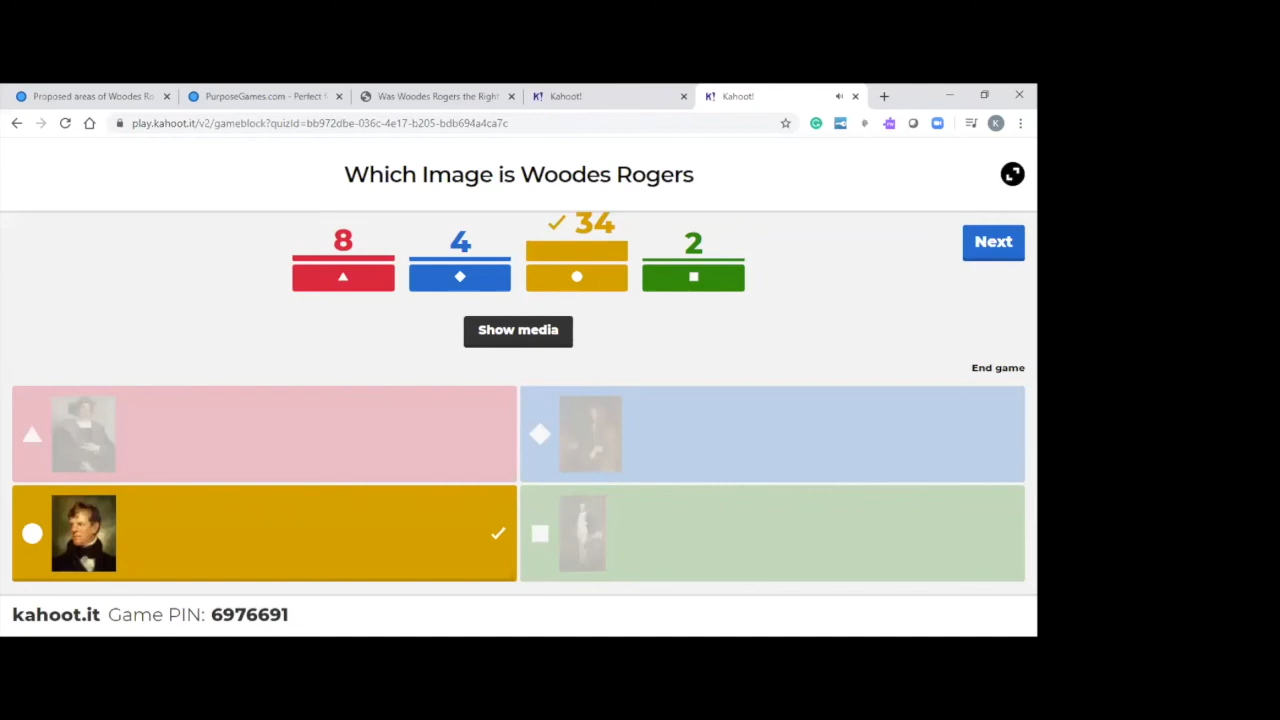 Proposed areas of Woodes Ro
PurposeGames.com - Perfect f
Was Woodes Rogers the Right
K! Kahoot!
K! Kahoot!
play.kahoot.it/v2/gameblock?quizId=bb972dbe-036c-4e17-b205-bdb694a4ca7c
K
Which Image is Woodes Rogers
8
4
34
2
Next
Show media
End game
kahoot.it Game PIN: 6976691